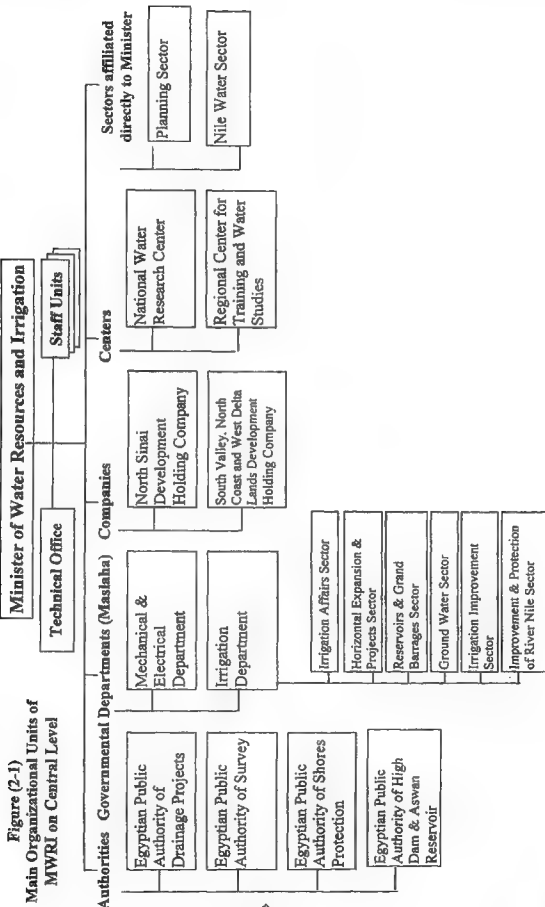 Figure (2-1)
Main Organizational Units of
MWRI on Central Level
Minister of Water Resources and Irrigation
Technical Office
Staff Units
Authorities
Governmental Departments (Maslaha)
Companies
Centers
Sectors affiliated
directly to Minister
Egyptian Public
Authority of
Drainage Projects
Egyptian Public
Authority of Survey
Egyptian Public
Authority of Shores
Protection
Egyptian Public
Authority of High
Dam & Aswan
Reservoir
Mechanical &
Electrical
Department
Irrigation
Department
Irrigation Affairs Sector
Horizontal Expansion &
Projects Sector
Reservoirs & Grand
Barrages Sector
Ground Water Sector
Irrigation Improvement
Sector
Improvement & Protection
of River Nile Sector
North Sinai
Development
Holding Company
South Valley, North
Coast and West Delta
Lands Development
Holding Company
National Water
Research Center
Regional Center for
Training and Water
Studies
Planning Sector
Nile Water Sector